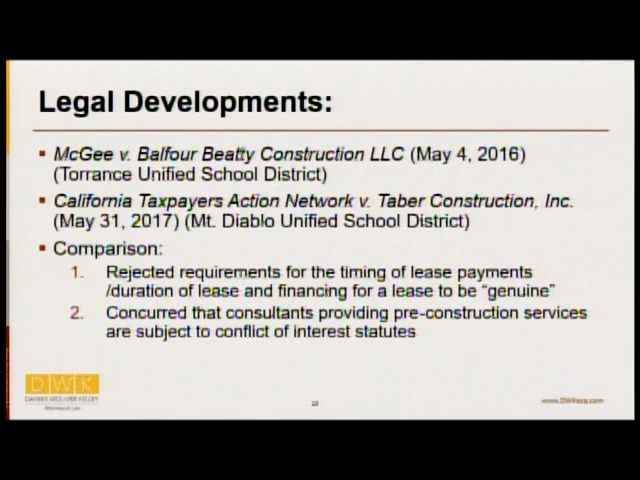 Legal Developments:
▪ McGee v. Balfour Beatty Construction LLC (May 4, 2016)
(Torrance Unified School District)
▪ California Taxpayers Action Network v. Taber Construction, Inc.
(May 31, 2017) (Mt. Diablo Unified School District)
▪ Comparison:
1. Rejected requirements for the timing of lease payments
/duration of lease and financing for a lease to be “genuine”
2. Concurred that consultants providing pre-construction services
are subject to conflict of interest statutes
DWK
DANNIS WOLIVER KELLEY
10